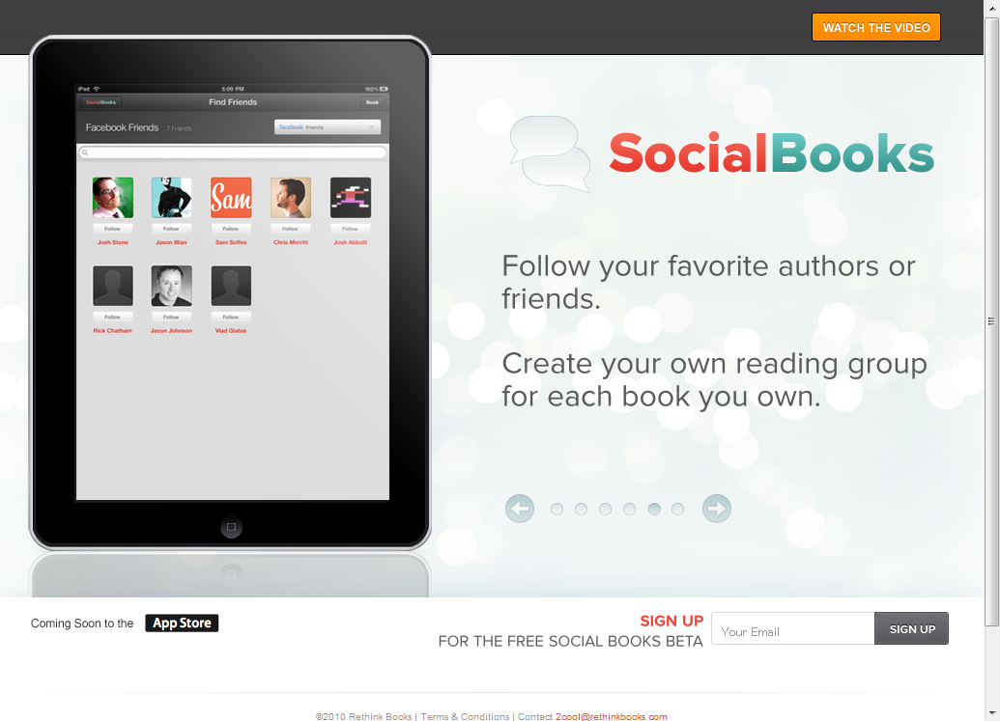 WATCH THE VIDEO
iPad 5:09 PM 100%
SocialBooks Find Friends Book
Facebook Friends 7 Friends facebook friends
Sam
Follow Follow Follow Follow Follow
Josh Stone Jason Illian Sam Soffes Chris Merritt Josh Abbott
Follow Follow Follow
Rick Chatham Jason Johnson Vlad Glabai
SocialBooks
Follow your favorite authors or
friends.
Create your own reading group
for each book you own.
Coming Soon to the App Store
SIGN UP
FOR THE FREE SOCIAL BOOKS BETA
Your Email SIGN UP
©2010 Rethink Books | Terms & Conditions | Contact 2cool@rethinkbooks.com